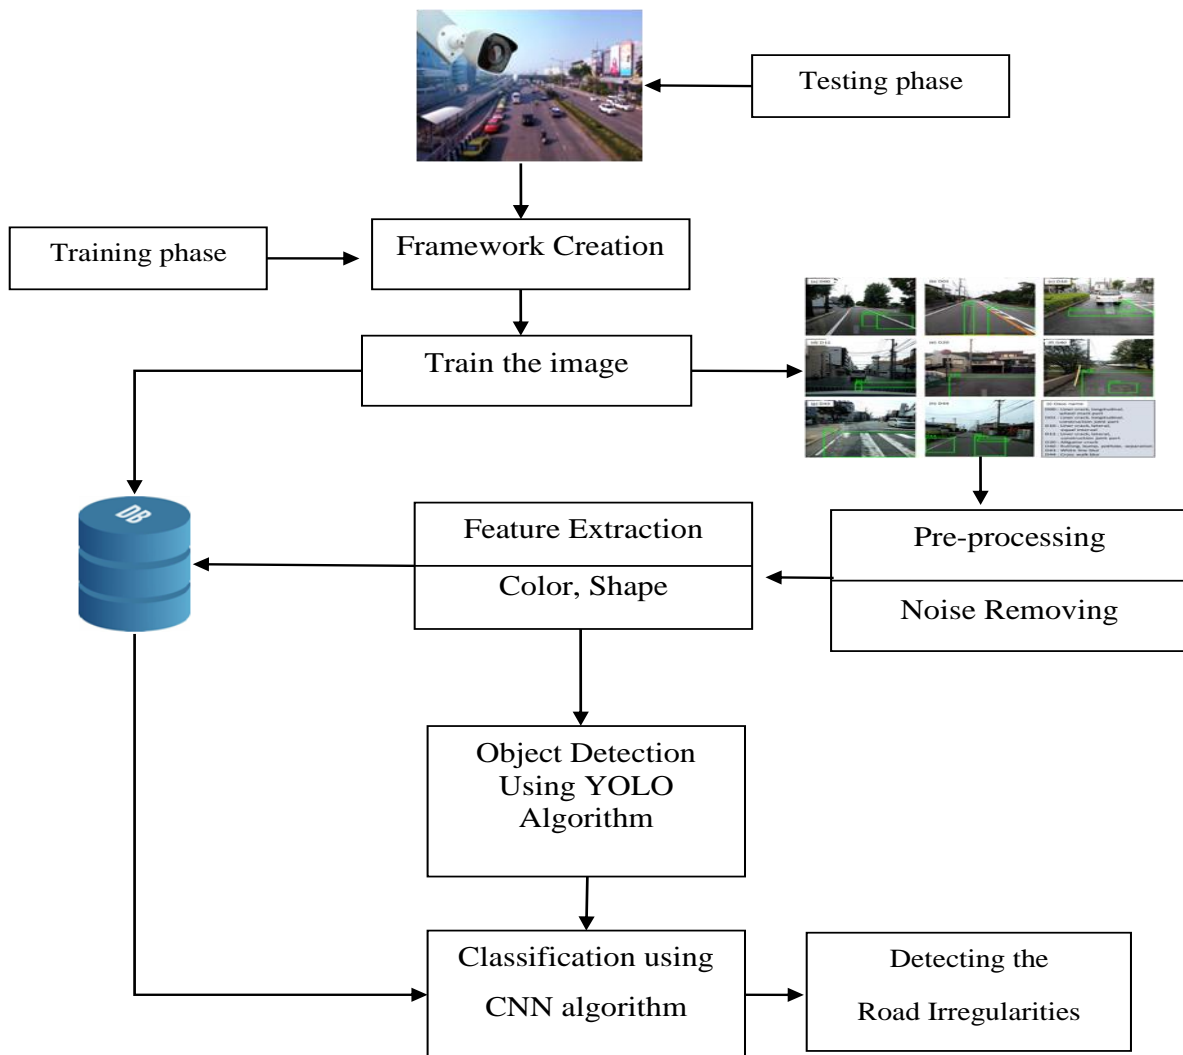 Testing phase
Framework Creation
Training phase
Train the image
DB
Feature Extraction
Color, Shape
Pre-processing
Noise Removing
Object Detection
Using YOLO
Algorithm
Classification using
CNN algorithm
Detecting the
Road Irregularities